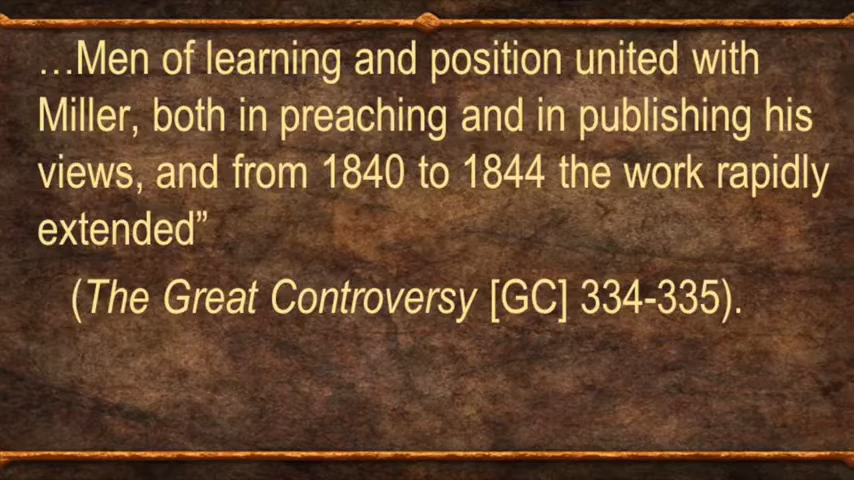 …Men of learning and position united with
Miller, both in preaching and in publishing his
views, and from 1840 to 1844 the work rapidly
extended”
(The Great Controversy [GC] 334-335).